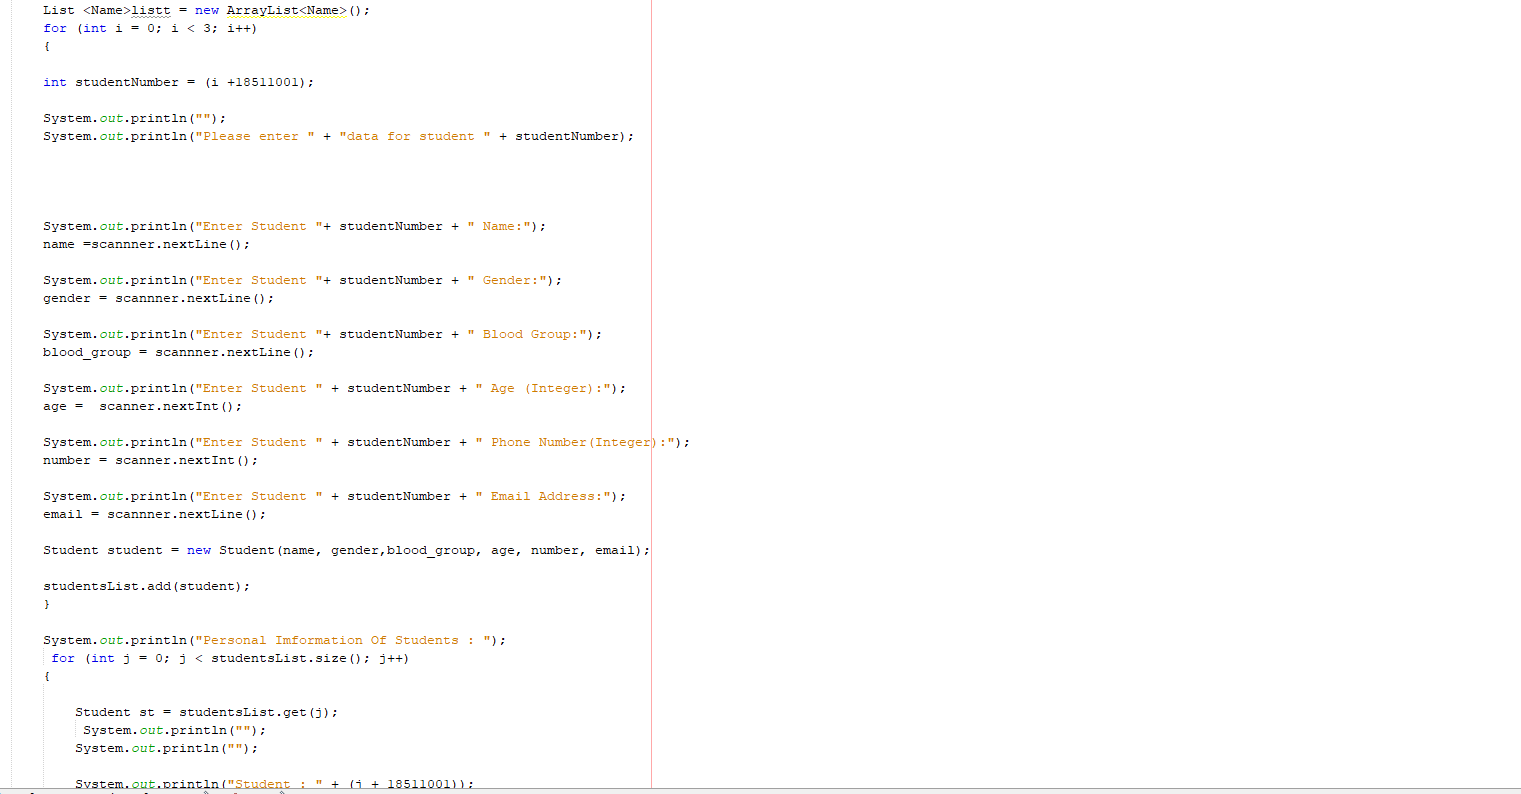 List <Name>listt = new ArrayList<Name>();
for (int i = 0; i < 3; i++)
{
int studentNumber = (i +18511001);
System.out.println("");
System.out.println("Please enter " + "data for student " + studentNumber);
System.out.println("Enter Student "+ studentNumber + " Name:");
name =scannner.nextLine();
System.out.println("Enter Student "+ studentNumber + " Gender:");
gender = scannner.nextLine();
System.out.println("Enter Student "+ studentNumber + " Blood Group:");
blood_group = scannner.nextLine();
System.out.println("Enter Student " + studentNumber + " Age (Integer):");
age =  scanner.nextInt();
System.out.println("Enter Student " + studentNumber + " Phone Number(Integer):");
number = scanner.nextInt();
System.out.println("Enter Student " + studentNumber + " Email Address:");
email = scannner.nextLine();
Student student = new Student(name, gender,blood_group, age, number, email);
studentsList.add(student);
}
System.out.println("Personal Imformation Of Students : ");
for (int j = 0; j < studentsList.size(); j++)
{
Student st = studentsList.get(j);
System.out.println("");
System.out.println("");
System.out.println("Student : " + (j + 18511001));